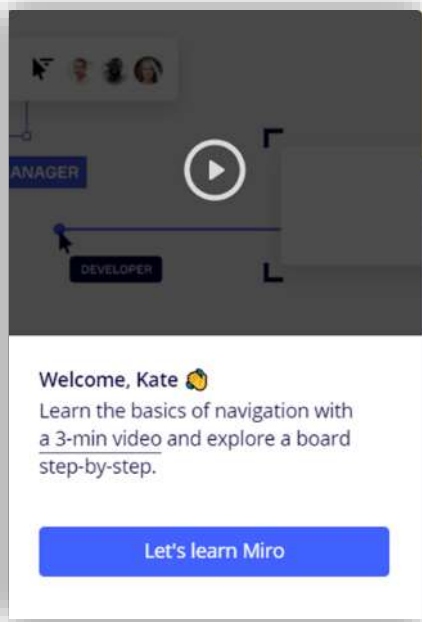 ANAGER
DEVELOPER
Welcome, Kate 👏
Learn the basics of navigation with
a 3-min video and explore a board
step-by-step.
Let's learn Miro